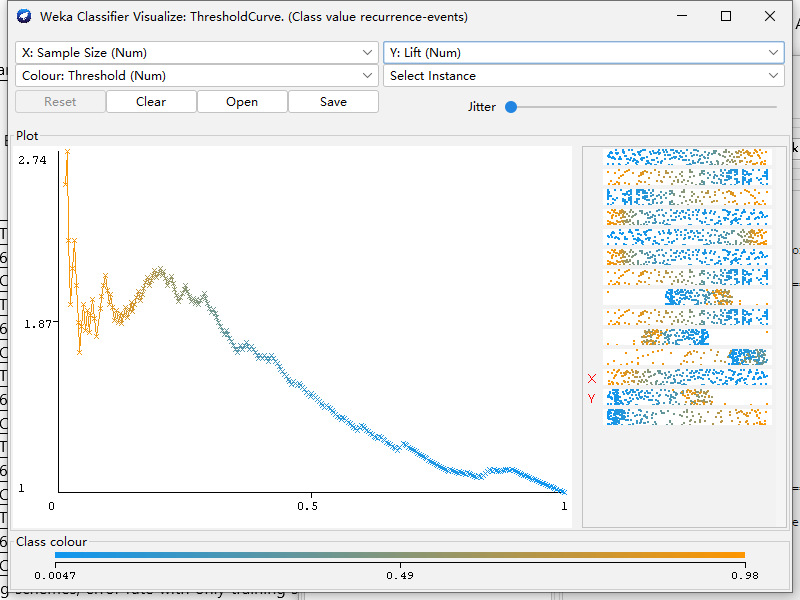 Weka Classifier Visualize: ThresholdCurve. (Class value recurrence-events)
X: Sample Size (Num)
Y: Lift (Num)
Colour: Threshold (Num)
Select Instance
Reset
Clear
Open
Save
Jitter
Plot
2.74
1.87
1
0
0.5
1
X
Y
Class colour
0.0047
0.49
0.98